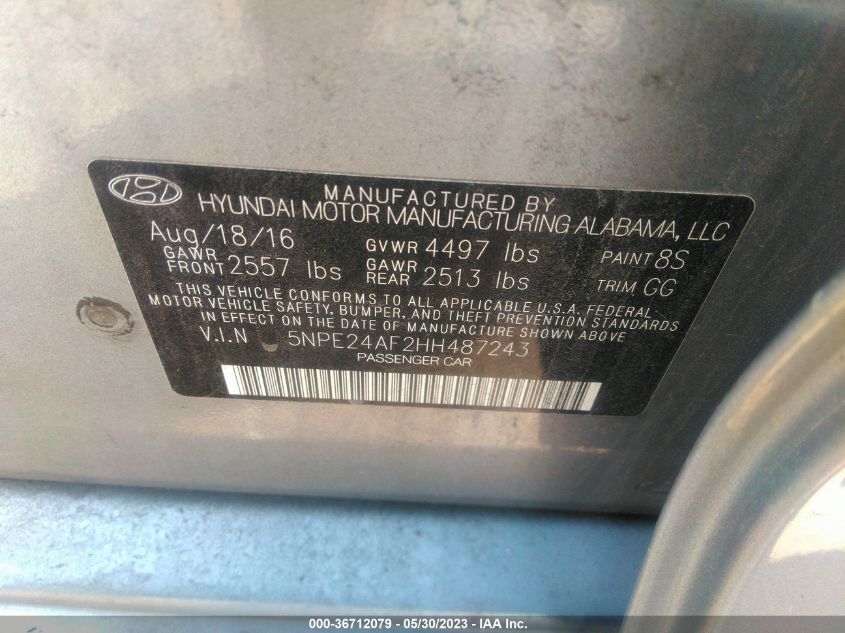 MANUFACTURED BY
HYUNDAI MOTOR MANUFACTURING ALABAMA, LLC
Aug/18/16 GVWR 4497 lbs PAINT 8S
GAWR FRONT 2557 lbs GAWR REAR 2513 lbs TRIM GG
THIS VEHICLE CONFORMS TO ALL APPLICABLE U.S.A. FEDERAL
MOTOR VEHICLE SAFETY, BUMPER, AND THEFT PREVENTION STANDARDS
IN EFFECT ON THE DATE OF MANUFACTURE SHOWN ABOVE
V.I.N 5NPE24AF2HH487243
PASSENGER CAR
000-36712079 - 05/30/2023 - IAA Inc.